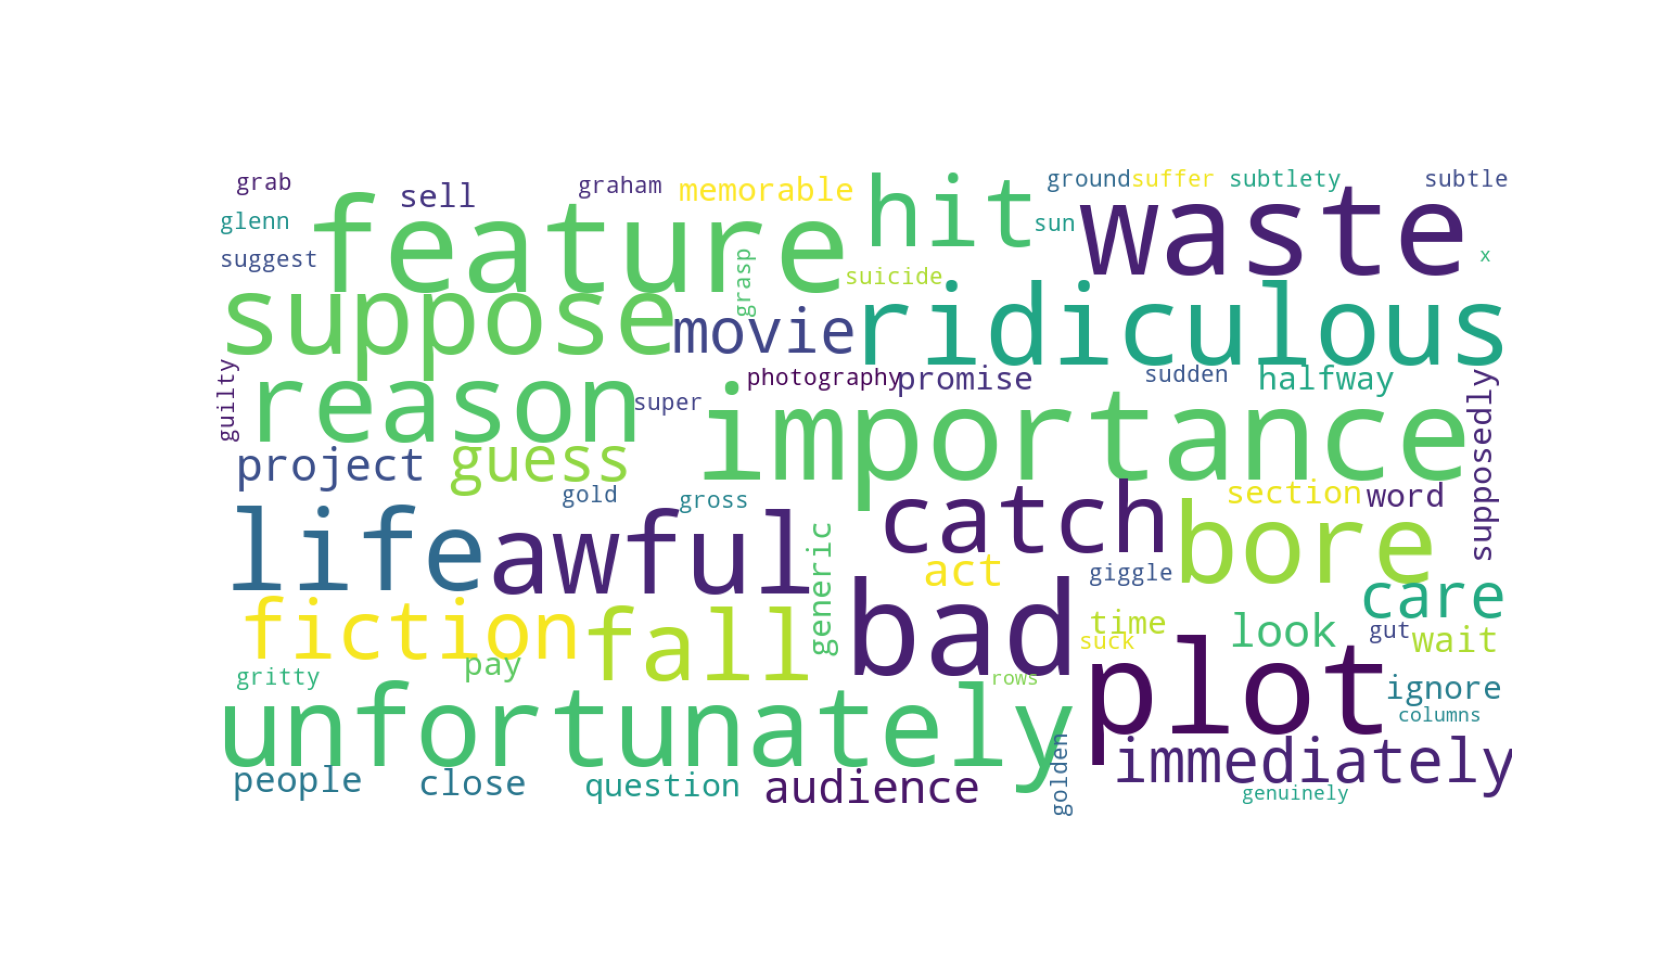 grab
sell
graham
memorable
hit
ground
suffer
subtlety
subtle
glenn
feature
sun
waste
suggest
grasp
suicide
x
suppose
movie
ridiculous
guilty
reason
super
photography
promise
sudden
halfway
supposedly
importance
project
guess
gold
gross
catch
section
word
life
awful
generic
act
giggle
bore
care
fiction
fall
bad
time
suck
look
gut
wait
pay
gritty
rows
plot
ignore
columns
unfortunately
golden
immediately
people
close
question
audience
genuinely